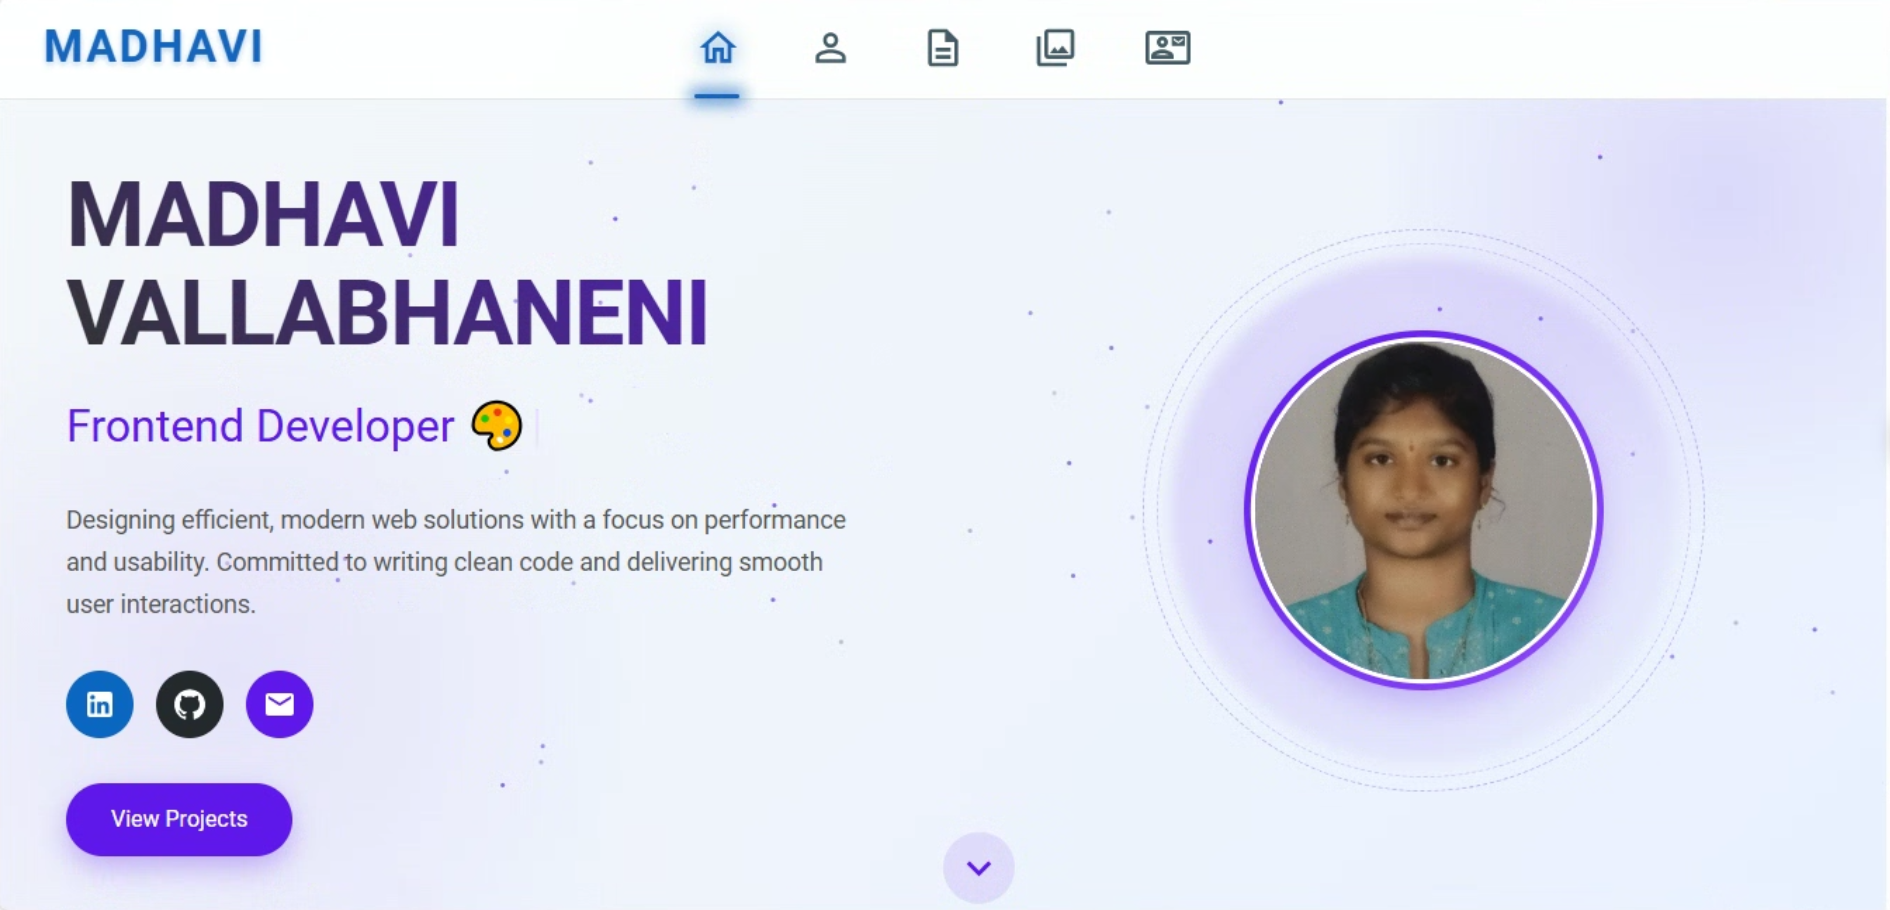 MADHAVI
MADHAVI
VALLABHANENI
Frontend Developer 🎨
Designing efficient, modern web solutions with a focus on performance
and usability. Committed to writing clean code and delivering smooth
user interactions.
in
View Projects